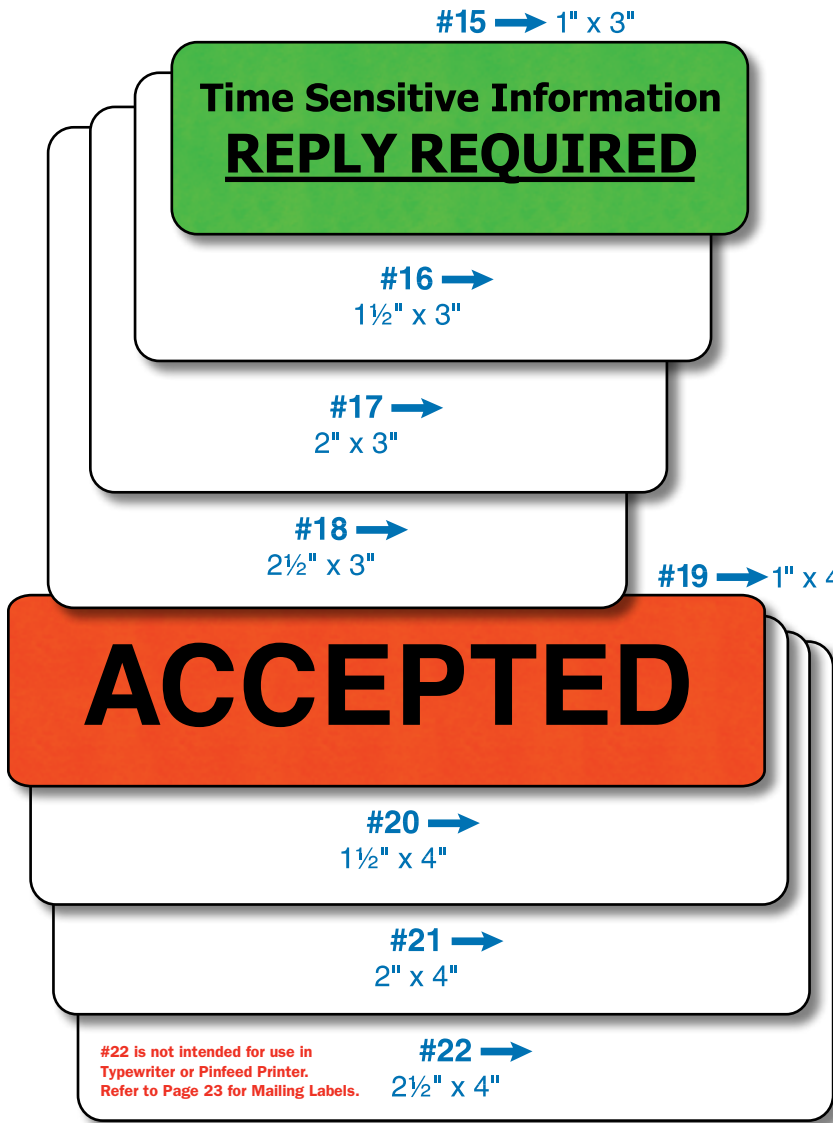 #15 → 1" x 3"
Time Sensitive Information
REPLY REQUIRED
#16 →
1½" x 3"
#17 →
2" x 3"
#18 →
2½" x 3"
#19 → 1" x 4
ACCEPTED
#20 →
1½" x 4"
#21 →
2" x 4"
#22 →
2½" x 4"
#22 is not intended for use in
Typewriter or Pinfeed Printer.
Refer to Page 23 for Mailing Labels.